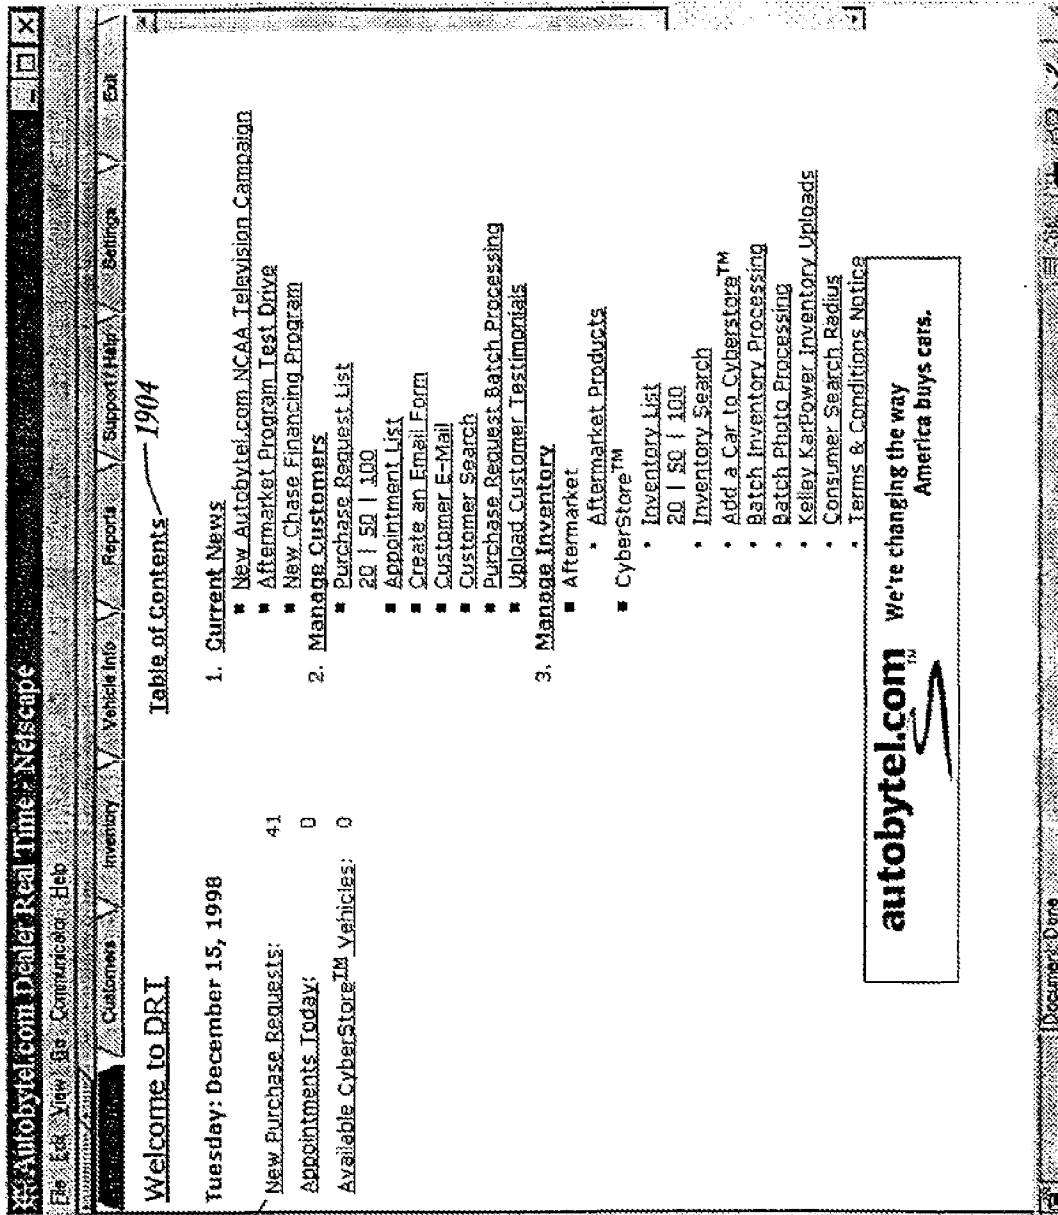 Autobytel.com Dealer Real Time - Netscape
File Edit View Go Communicator Help
Customers Inventory Vehicle Info Reports Support / Help Settings Exit
Welcome to DRT
Tuesday: December 15, 1998
New Purchase Requests: 41
Appointments Today: 0
Available CyberStore™ Vehicles: 0
Table of Contents 1904
1. Current News
■ New Autobytel.com NCAA Television Campaign
■ Aftermarket Program Test Drive
■ New Chase Financing Program
2. Manage Customers
■ Purchase Request List
20 | 50 | 100
■ Appointment List
■ Create an Email Form
■ Customer E-Mail
■ Customer Search
■ Purchase Request Batch Processing
■ Upload Customer Testimonials
3. Manage Inventory
■ Aftermarket
• Aftermarket Products
■ CyberStore™
• Inventory List
20 | 50 | 100
• Inventory Search
• Add a Car to Cyberstore™
• Batch Inventory Processing
• Batch Photo Processing
• Kelley KarPower Inventory Uploads
• Consumer Search Radius
• Terms & Conditions Notice
autobytel.com™ We're changing the way
America buys cars.
Document: Done